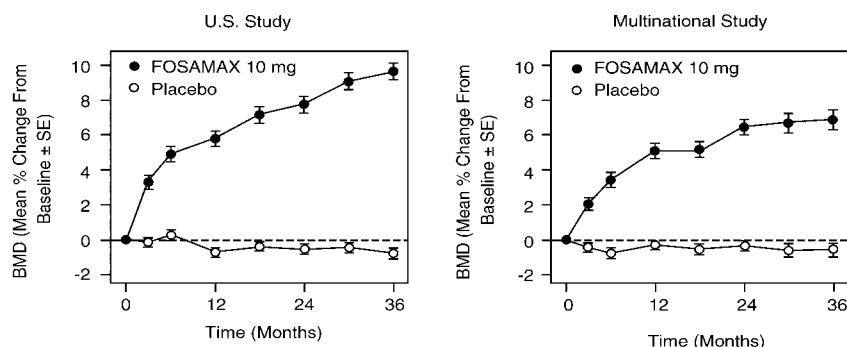 U.S. Study
BMD (Mean % Change From
Baseline ± SE)
10
8
6
4
2
0
-2
FOSAMAX 10 mg
Placebo
0
12
24
36
Time (Months)
Multinational Study
BMD (Mean % Change From
Baseline ± SE)
10
8
6
4
2
0
-2
FOSAMAX 10 mg
Placebo
0
12
24
36
Time (Months)